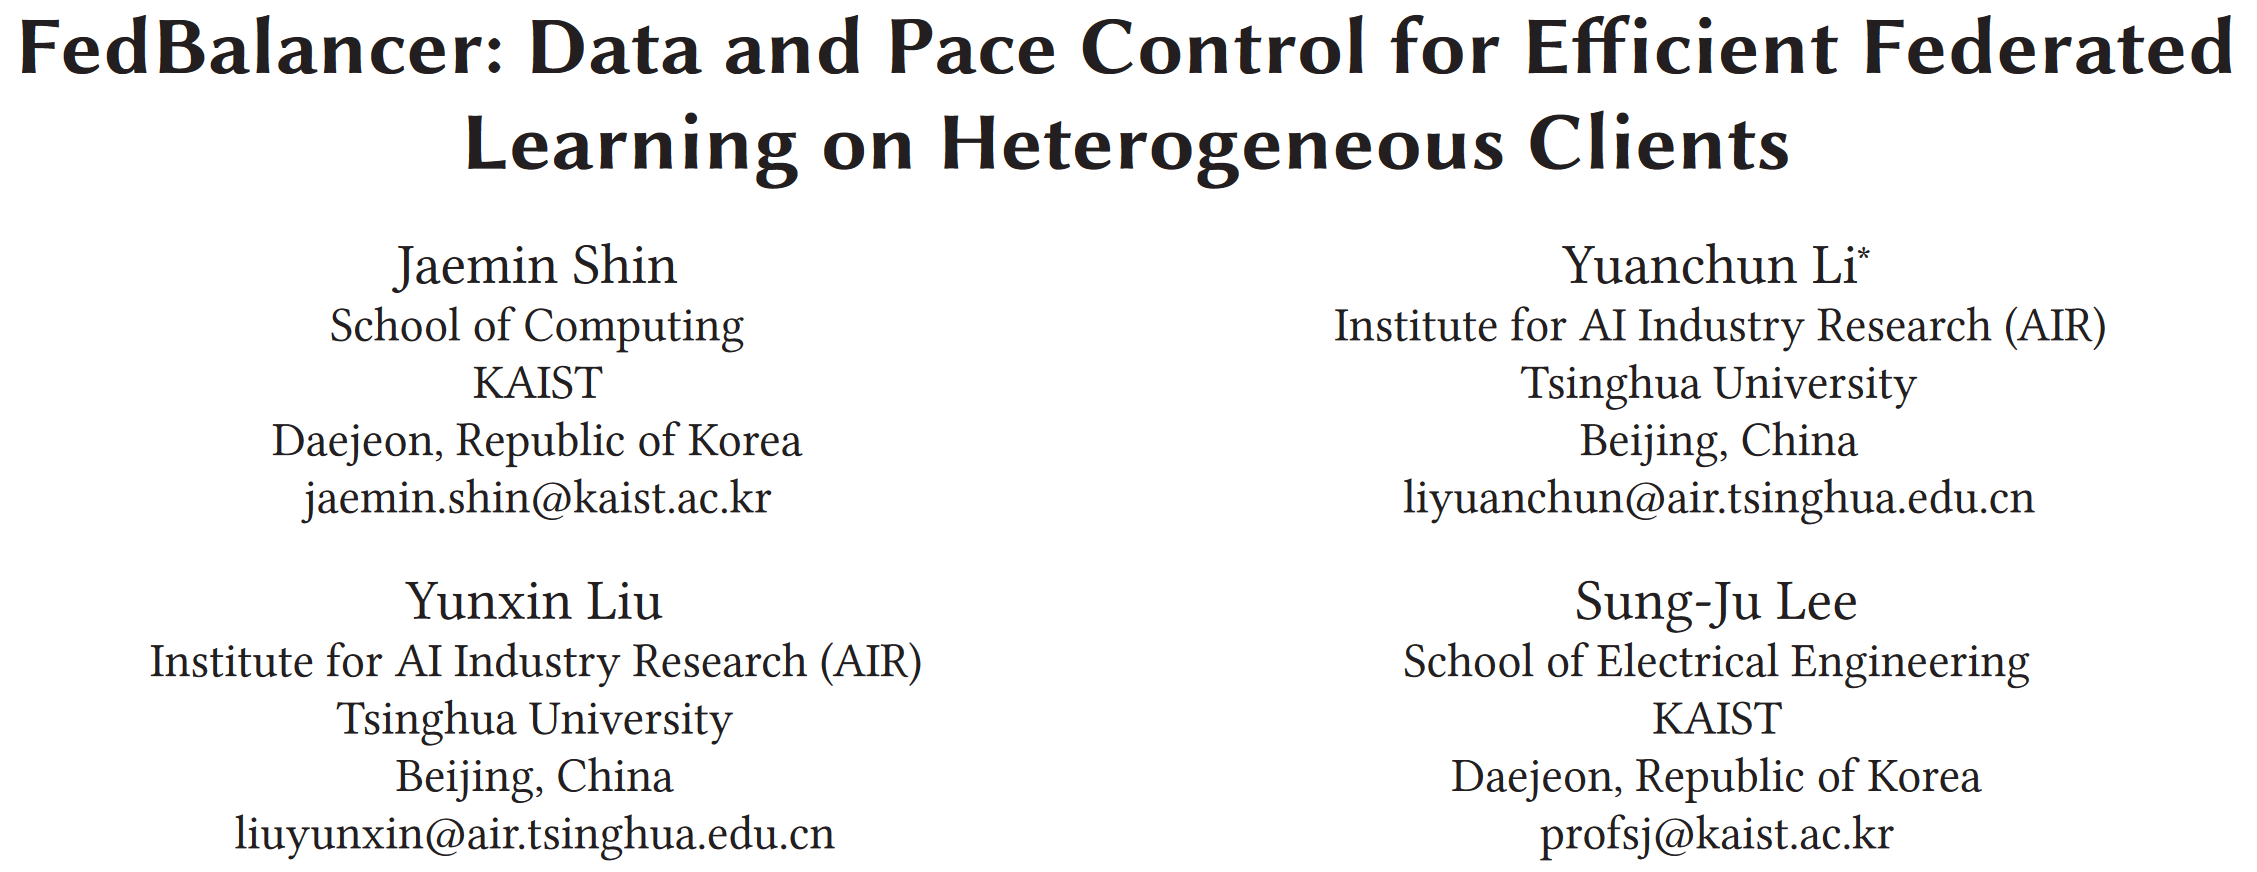 FedBalancer: Data and Pace Control for Efficient Federated
Learning on Heterogeneous Clients
Jaemin Shin
School of Computing
KAIST
Daejeon, Republic of Korea
jaemin.shin@kaist.ac.kr
Yuanchun Li*
Institute for AI Industry Research (AIR)
Tsinghua University
Beijing, China
liyuanchun@air.tsinghua.edu.cn
Yunxin Liu
Institute for AI Industry Research (AIR)
Tsinghua University
Beijing, China
liuyunxin@air.tsinghua.edu.cn
Sung-Ju Lee
School of Electrical Engineering
KAIST
Daejeon, Republic of Korea
profsj@kaist.ac.kr